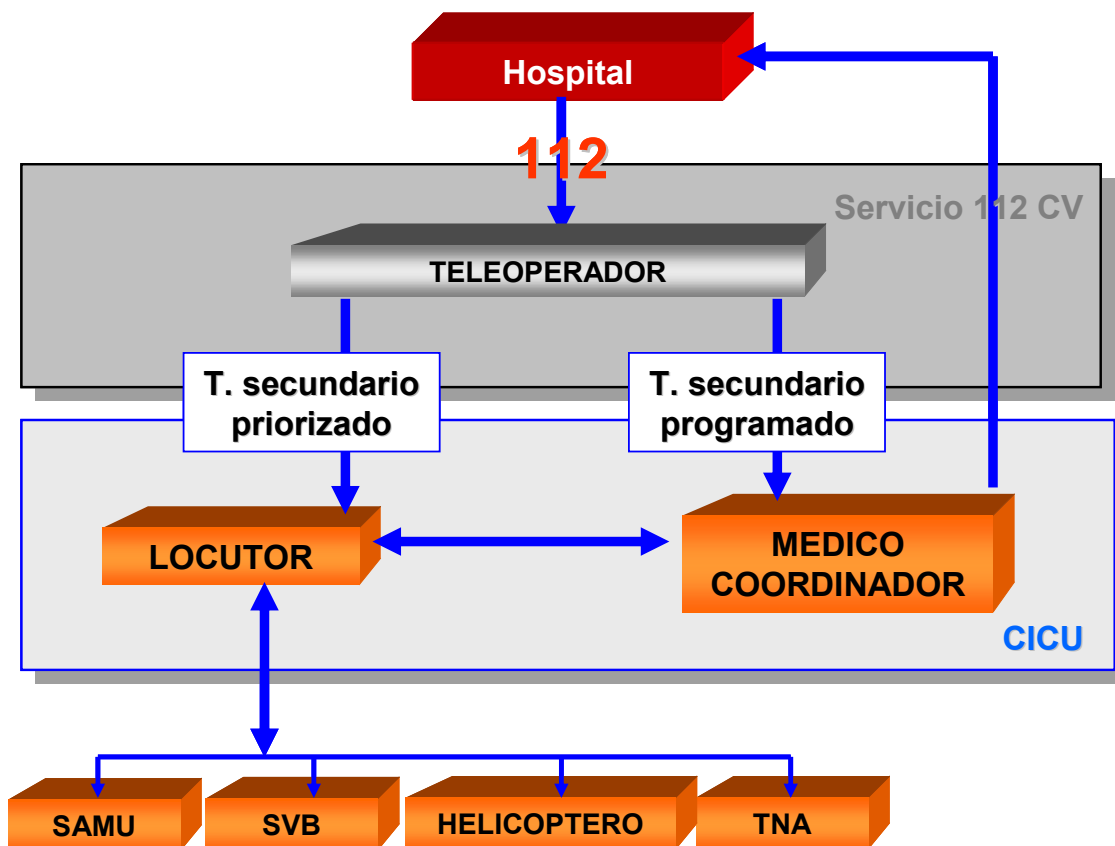 Hospital
112
Servicio 112 CV
TELEOPERADOR
T. secundario
priorizado
T. secundario
programado
LOCUTOR
MEDICO
COORDINADOR
CICU
SAMU
SVB
HELICOPTERO
TNA